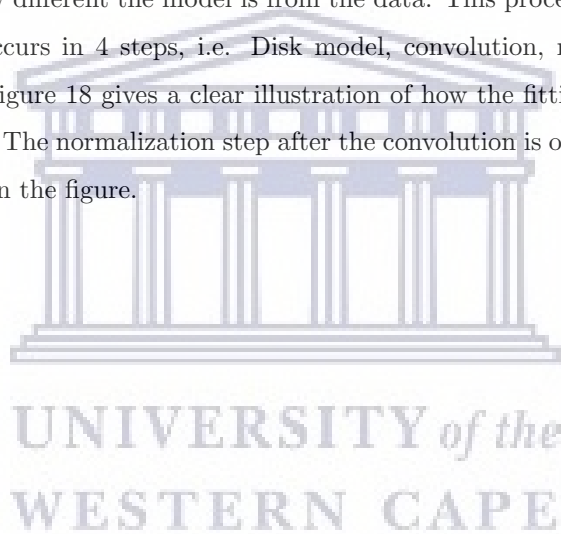 different the model is from the data. This proce
ccurs in 4 steps, i.e. Disk model, convolution,
igure 18 gives a clear illustration of how the fitti
The normalization step after the convolution is o
n the figure.
UNIVERSITY of the
WESTERN CAPE